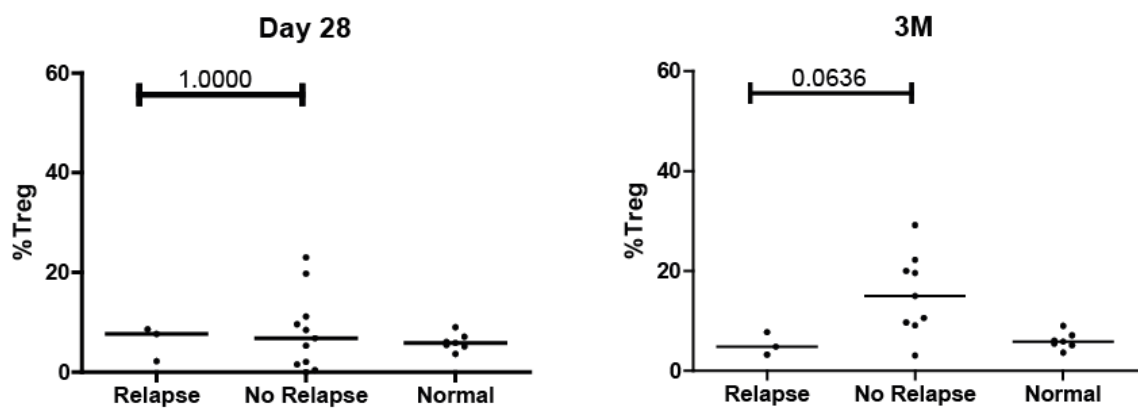 Day 28
%Treg
60
40
20
0
1.0000
Relapse
No Relapse
Normal
3M
%Treg
60
40
20
0
0.0636
Relapse
No Relapse
Normal